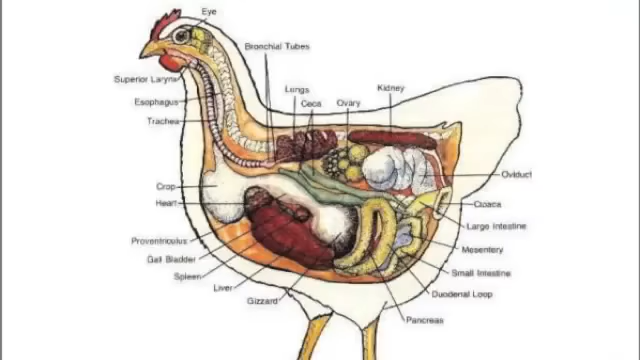 Eye
Bronchial Tubes
Superior Larynx
Lungs
Kidney
Esophagus
Ceca
Ovary
Trachea
Oviduct
Crop
Heart
Cloaca
Large Intestine
Proventriculus
Mesentery
Gall Bladder
Spleen
Small Intestine
Liver
Duodenal Loop
Gizzard
Pancreas